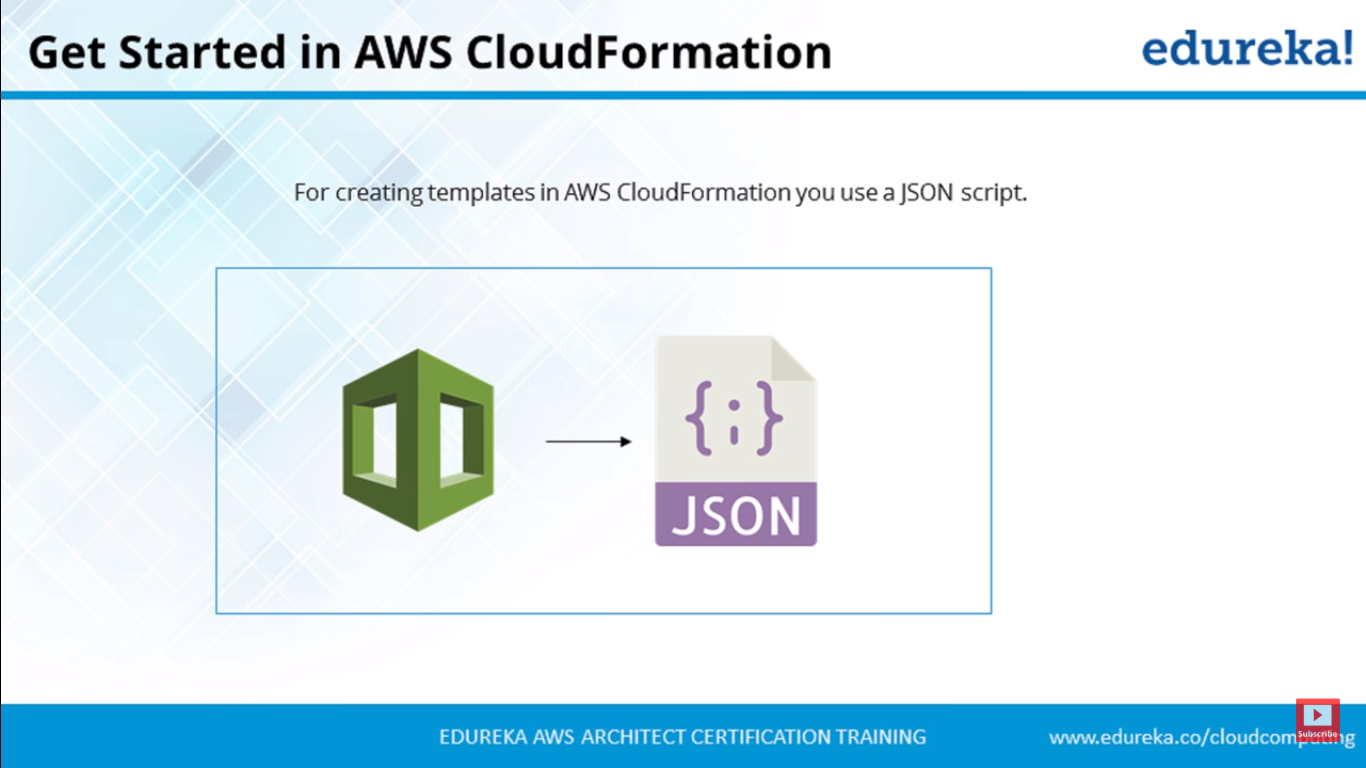 Get Started in AWS CloudFormation
edureka!
For creating templates in AWS CloudFormation you use a JSON script.
{;}
JSON
EDUREKA AWS ARCHITECT CERTIFICATION TRAINING
www.edureka.co/cloudcomputing
Subscribe